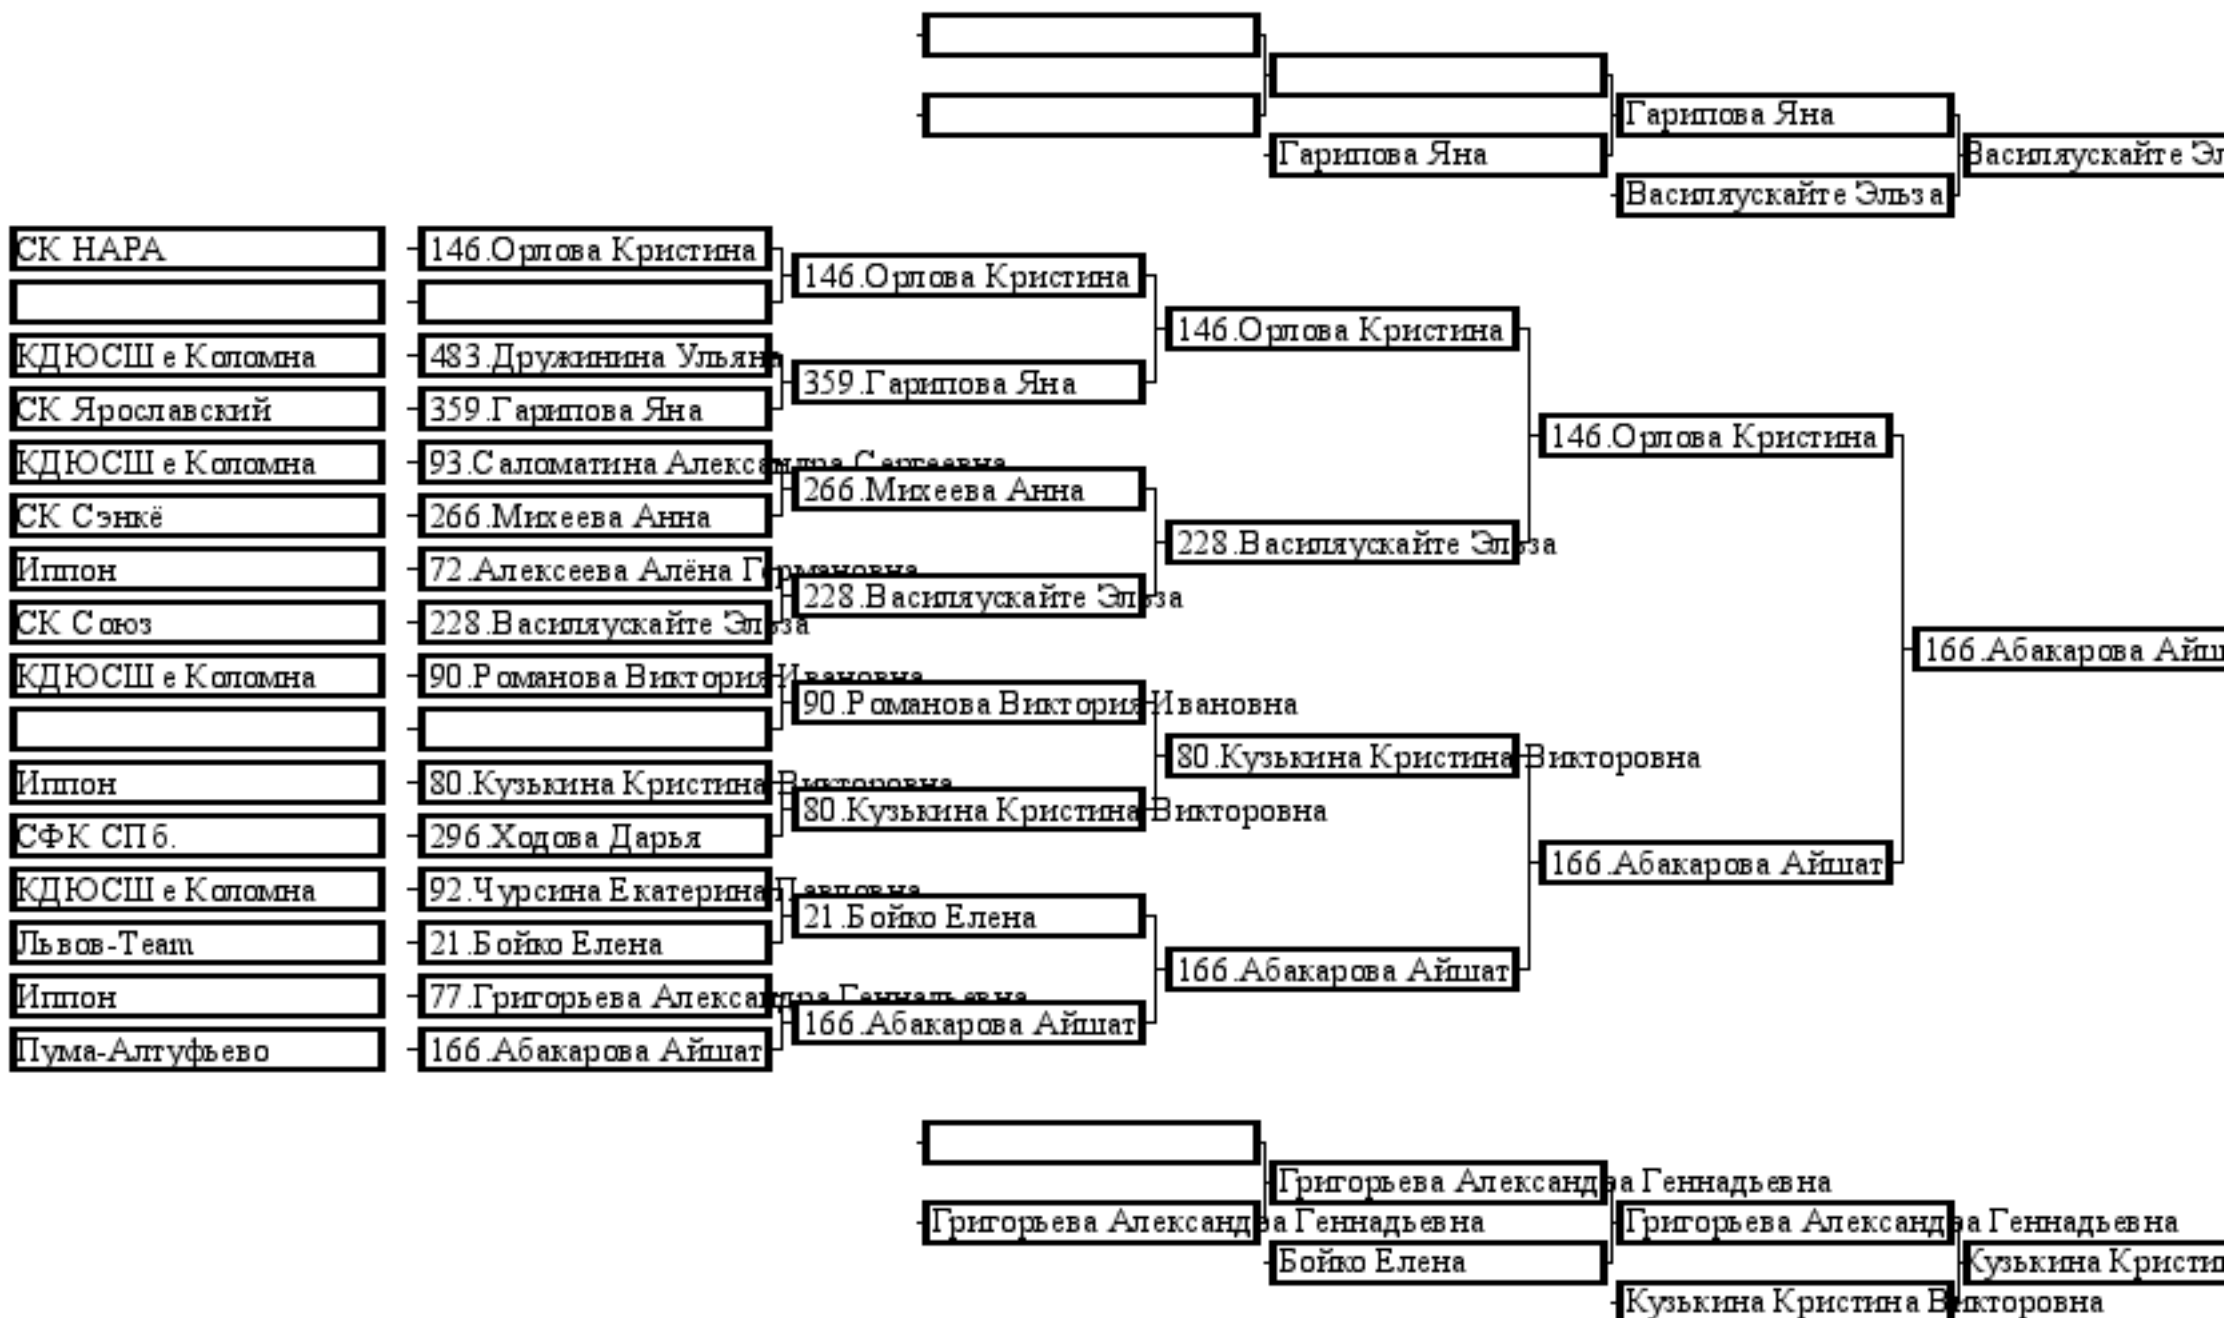 Гарипова Яна
Гарипова Яна
Василяускайте Эл
Василяускайте Эльза
СК НАРА
146.Орлова Кристина
146.Орлова Кристина
146.Орлова Кристина
КДЮСШ е Коломна
483.Дружинина Ульяна
359.Гарипова Яна
СК Ярославский
359.Гарипова Яна
146.Орлова Кристина
КДЮСШ е Коломна
93.Саломатина Александра Сергеевна
266.Михеева Анна
СК Сэнкё
266.Михеева Анна
228.Василяускайте Эльза
Иппон
72.Алексеева Алёна Германовна
228.Василяускайте Эльза
СК Союз
228.Василяускайте Эльза
166.Абакарова Айш
КДЮСШ е Коломна
90.Романова Виктория Ивановна
90.Романова Виктория Ивановна
80.Кузькина Кристина Викторовна
Иппон
80.Кузькина Кристина Викторовна
80.Кузькина Кристина Викторовна
СФК СПб.
296.Ходова Дарья
166.Абакарова Айшат
КДЮСШ е Коломна
92.Чурсина Екатерина Павловна
21.Бойко Елена
Львов-Team
21.Бойко Елена
166.Абакарова Айшат
Иппон
77.Григорьева Александра Геннадьевна
166.Абакарова Айшат
Пума-Алтуфьево
166.Абакарова Айшат
Григорьева Александра Геннадьевна
Григорьева Александра Геннадьевна
Григорьева Александра Геннадьевна
Бойко Елена
Кузькина Кристин
Кузькина Кристина Викторовна